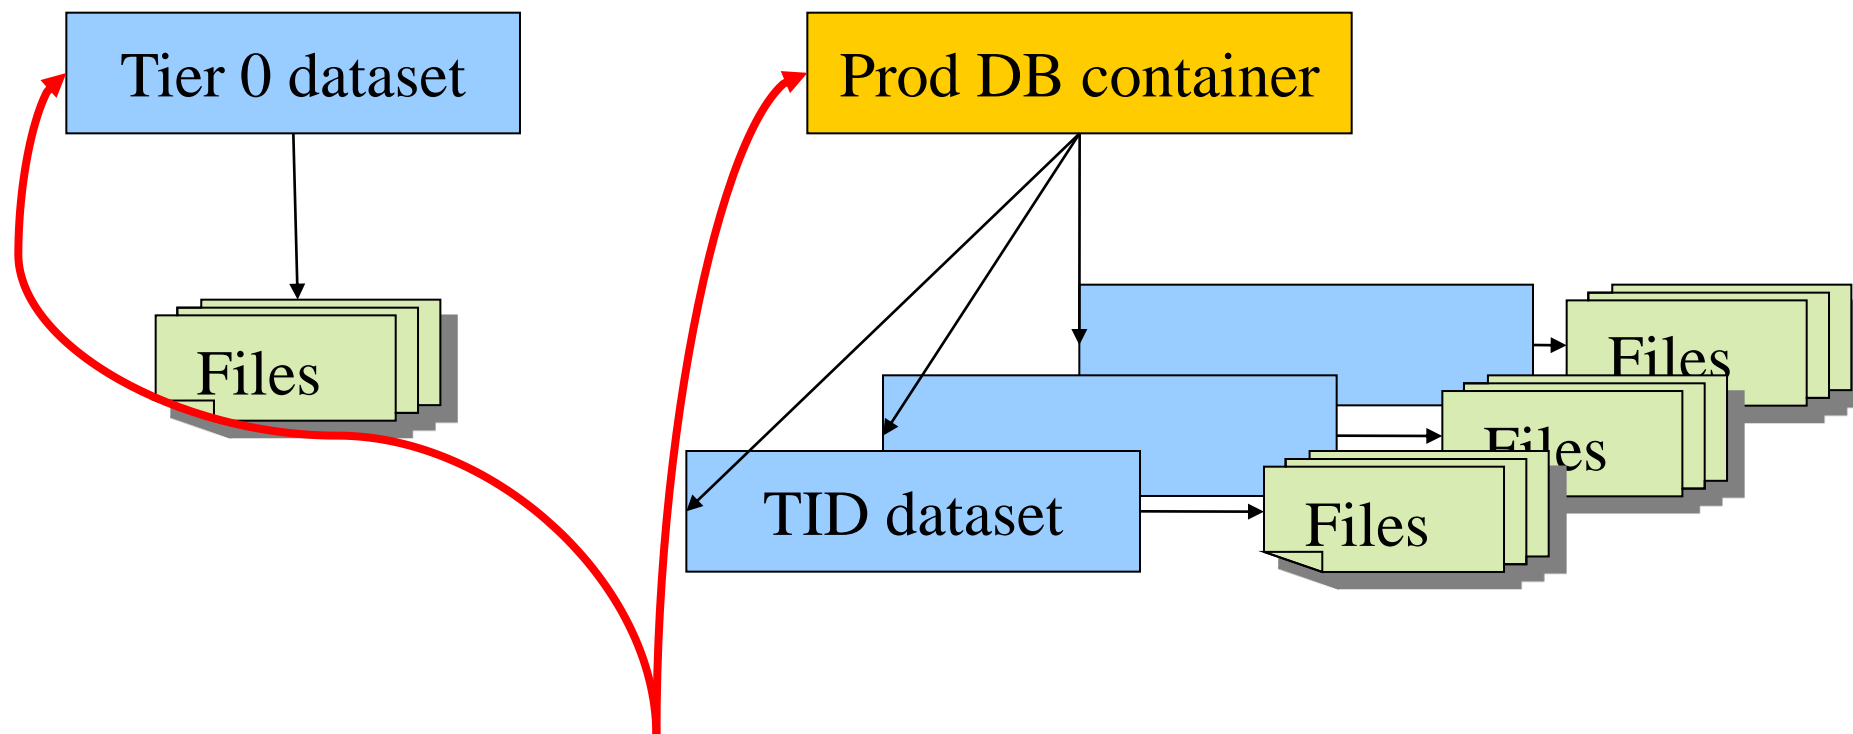 Tier 0 dataset
Prod DB container
Files
Files
Files
TID dataset
Files